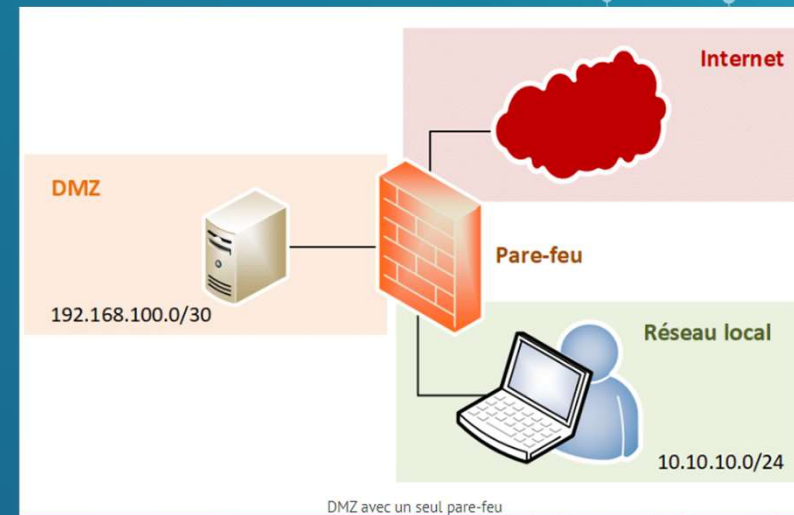 Internet
DMZ
Pare-feu
192.168.100.0/30
Réseau local
10.10.10.0/24
DMZ avec un seul pare-feu